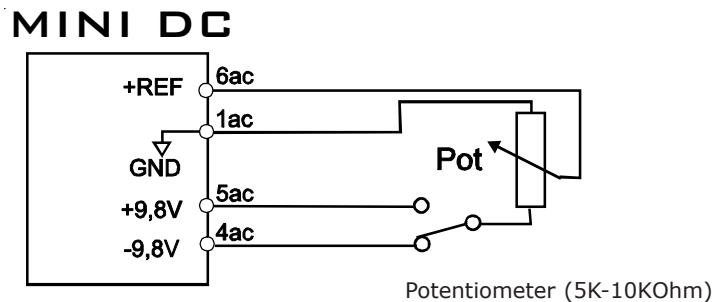 MINI DC
+REF 6ac
1ac
GND
Pot
+9,8V 5ac
-9,8V 4ac
Potentiometer (5K-10KOhm)